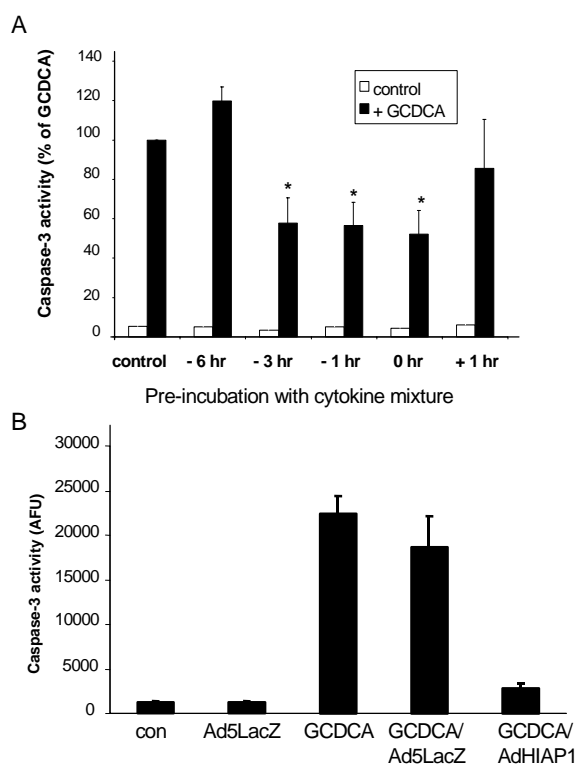 A
Caspase-3 activity (% of GCDCA)
140
120
100
80
60
40
20
0
control
+ GCDCA
*
*
*
control - 6 hr - 3 hr - 1 hr 0 hr + 1 hr
Pre-incubation with cytokine mixture
B
Caspase-3 activity (AFU)
30000
25000
20000
15000
10000
5000
0
con Ad5LacZ GCDCA GCDCA/ GCDCA/
Ad5LacZ AdHIAP1